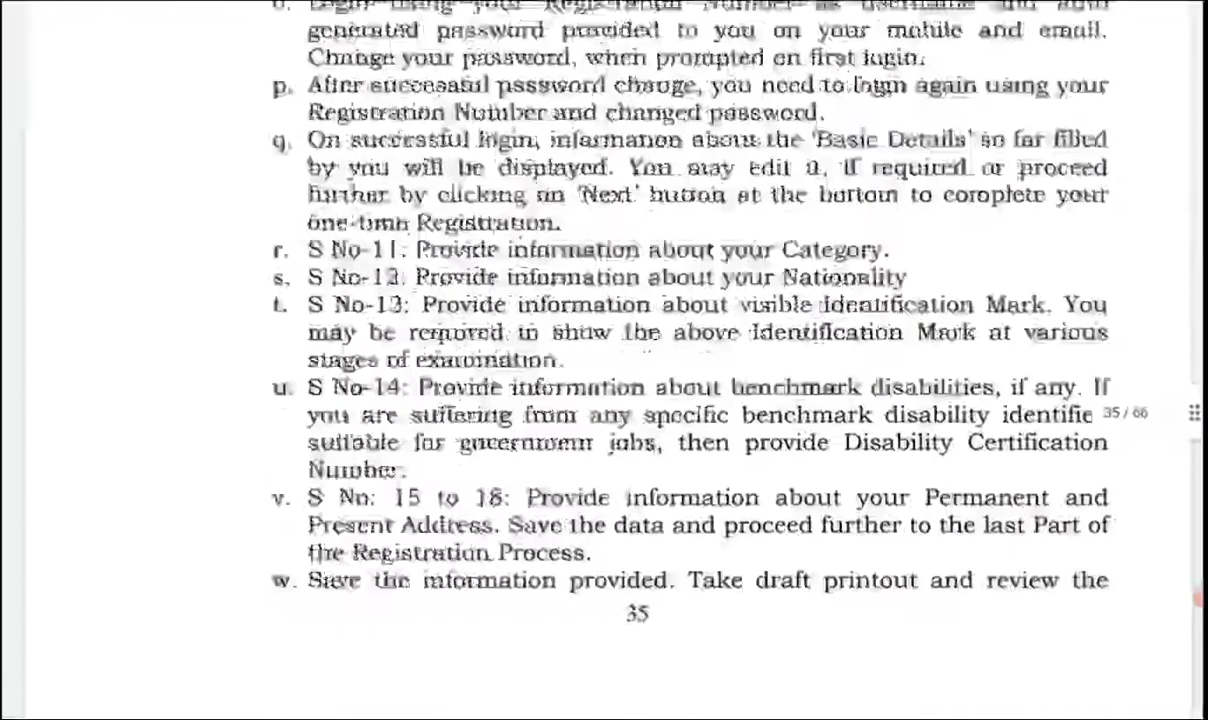 o. Login using your Registration Number as username and auto
generated password provided to you on your mobile and email.
Change your password, when prompted on first login.
p. After successful password change, you need to login again using your
Registration Number and changed password.
q. On successful login, information about the 'Basic Details' so far filled
by you will be displayed. You may edit it, if required or proceed
further by clicking on 'Next' button at the bottom to complete your
one-time Registration.
r. S No-11: Provide information about your Category.
s. S No-12: Provide information about your Nationality
t. S No-13: Provide information about visible Identification Mark. You
may be required to show the above Identification Mark at various
stages of examination.
u. S No-14: Provide information about benchmark disabilities, if any. If
you are suffering from any specific benchmark disability identifie 35/66
suitable for government jobs, then provide Disability Certification
Number.
v. S No: 15 to 18: Provide information about your Permanent and
Present Address. Save the data and proceed further to the last Part of
the Registration Process.
w. Save the information provided. Take draft printout and review the
35